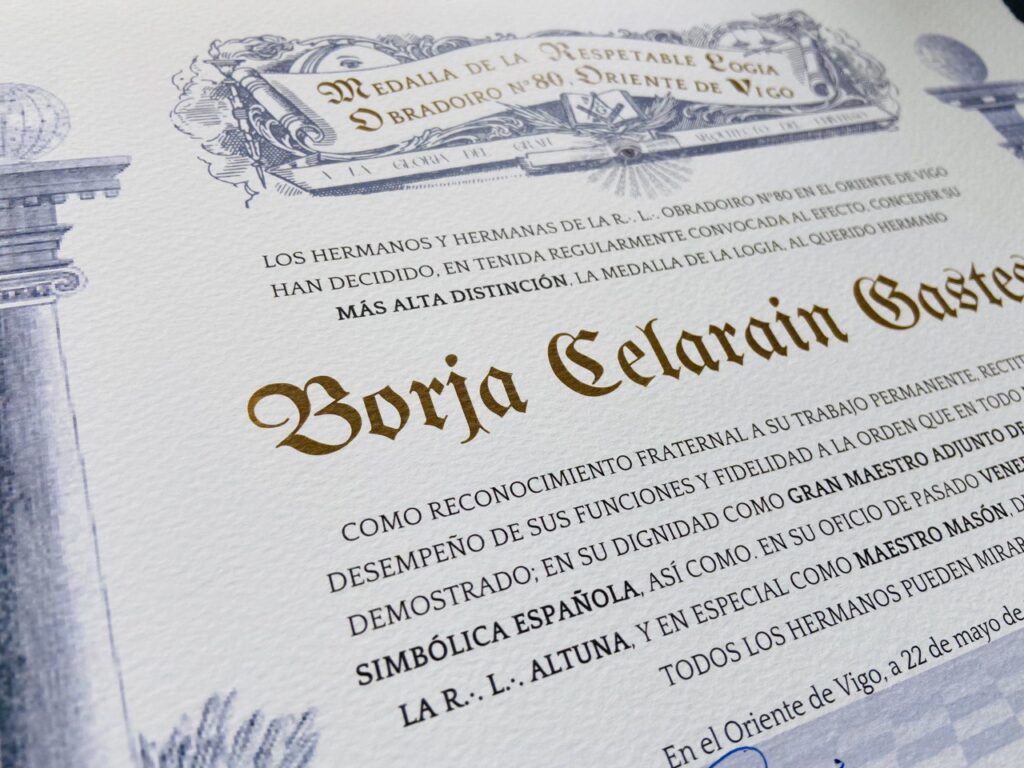 Medalla de la Respetable Logia
Obradoiro Nº 80, Oriente de Vigo
A LA GLORIA DEL GRAN ARQUITECTO DEL UNIVERSO
LOS HERMANOS Y HERMANAS DE LA R∴ L∴ OBRADOIRO Nº80 EN EL ORIENTE DE VIGO
HAN DECIDIDO, EN TENIDA REGULARMENTE CONVOCADA AL EFECTO, CONCEDER SU
MÁS ALTA DISTINCIÓN, LA MEDALLA DE LA LOGIA, AL QUERIDO HERMANO
Borja Celarain Gastes
COMO RECONOCIMIENTO FRATERNAL A SU TRABAJO PERMANENTE, RECTIT
DESEMPEÑO DE SUS FUNCIONES Y FIDELIDAD A LA ORDEN QUE EN TODO
DEMOSTRADO; EN SU DIGNIDAD COMO GRAN MAESTRO ADJUNTO DE
SIMBÓLICA ESPAÑOLA, ASÍ COMO. EN SU OFICIO DE PASADO VENER
LA R∴ L∴ ALTUNA, Y EN ESPECIAL COMO MAESTRO MASÓN, D
TODOS LOS HERMANOS PUEDEN MIRAR
En el Oriente de Vigo, a 22 de mayo de